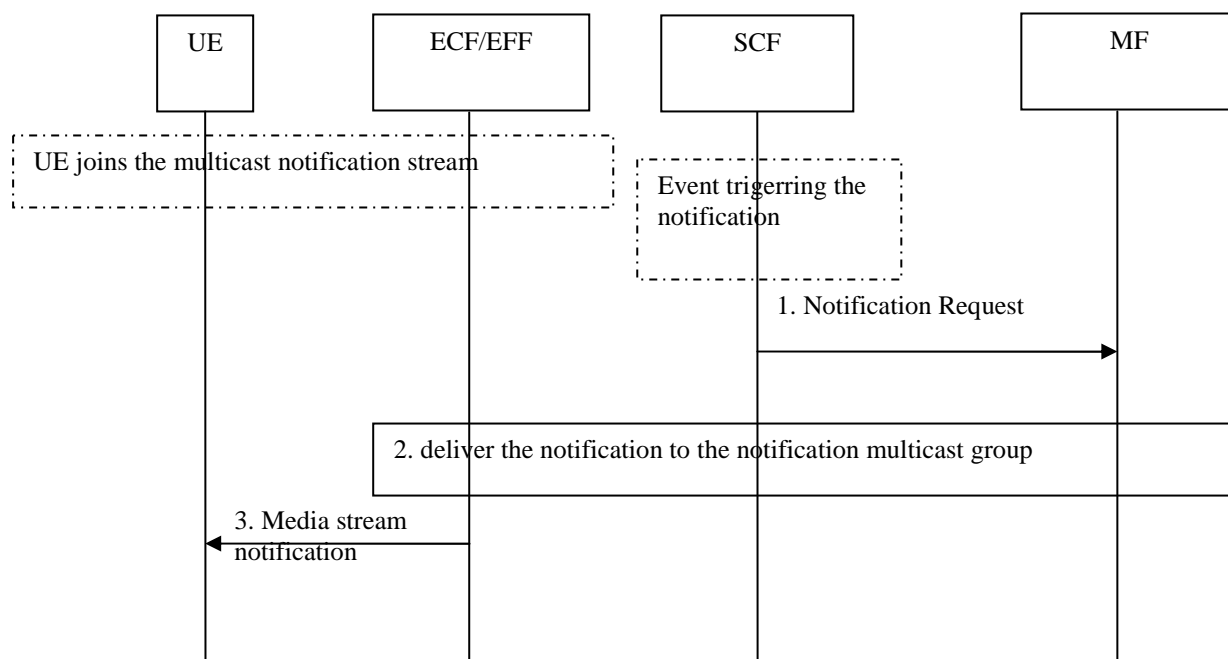 UE
ECF/EFF
SCF
MF
UE joins the multicast notification stream
Event trigerring the
notification
1. Notification Request
2. deliver the notification to the notification multicast group
3. Media stream
notification